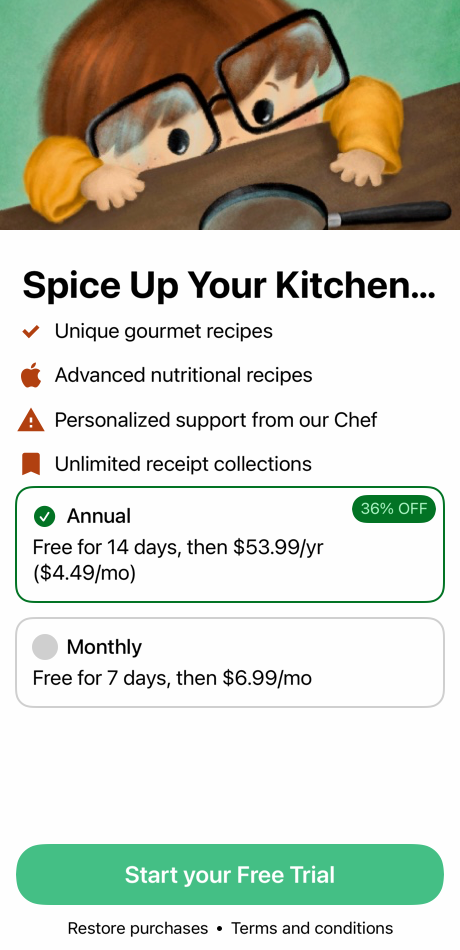 Spice Up Your Kitchen...
Unique gourmet recipes
Advanced nutritional recipes
Personalized support from our Chef
Unlimited receipt collections
Annual
36% OFF
Free for 14 days, then $53.99/yr
($4.49/mo)
Monthly
Free for 7 days, then $6.99/mo
Start your Free Trial
Restore purchases • Terms and conditions